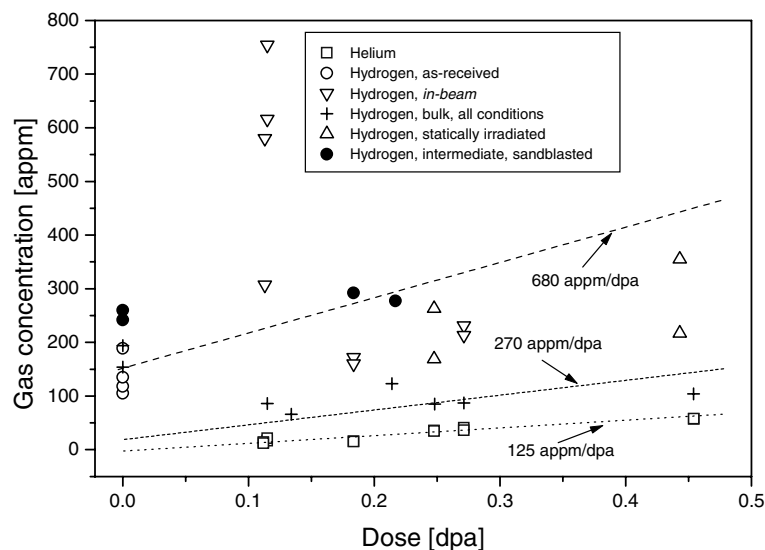 800
700
600
500
400
300
200
100
0
Gas concentration [appm]
Helium
Hydrogen, as-received
Hydrogen, in-beam
Hydrogen, bulk, all conditions
Hydrogen, statically irradiated
Hydrogen, intermediate, sandblasted
680 appm/dpa
270 appm/dpa
125 appm/dpa
0.0 0.1 0.2 0.3 0.4 0.5
Dose [dpa]